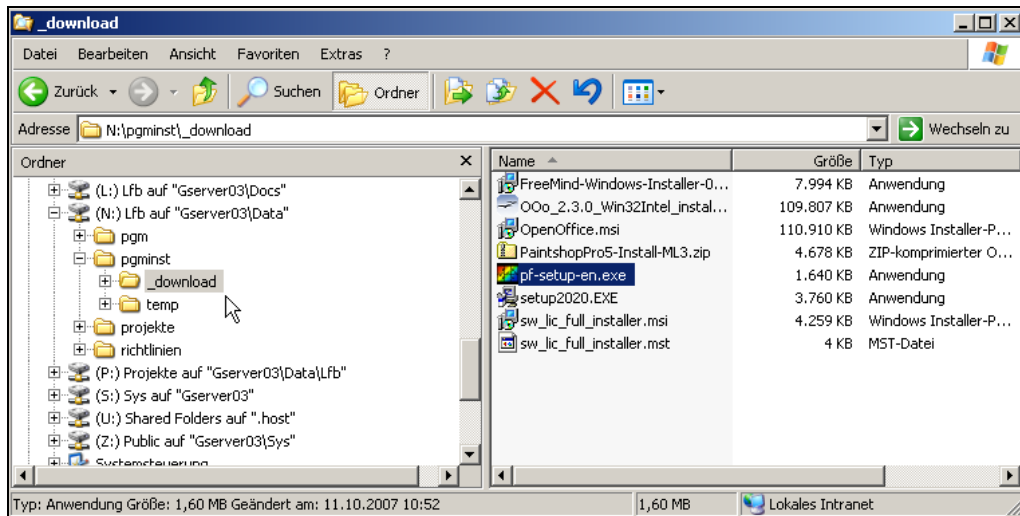 _download
Datei Bearbeiten Ansicht Favoriten Extras ?
Zurück Suchen Ordner
Adresse N:\pgminst\_download Wechseln zu
Ordner x
(L:) Lfb auf "Gserver03\Docs"
(N:) Lfb auf "Gserver03\Data"
pgm
pgminst
_download
temp
projekte
richtlinien
(P:) Projekte auf "Gserver03\Data\Lfb"
(S:) Sys auf "Gserver03"
(U:) Shared Folders auf ".host"
(Z:) Public auf "Gserver03\Sys"
Systemsteuerung
Name Größe Typ
FreeMind-Windows-Installer-0... 7.994 KB Anwendung
OOo_2.3.0_Win32Intel_instal... 109.807 KB Anwendung
OpenOffice.msi 110.910 KB Windows Installer-P...
PaintshopPro5-Install-ML3.zip 4.678 KB ZIP-komprimierter O...
pf-setup-en.exe 1.640 KB Anwendung
setup2020.EXE 3.760 KB Anwendung
sw_lic_full_installer.msi 4.259 KB Windows Installer-P...
sw_lic_full_installer.mst 4 KB MST-Datei
Typ: Anwendung Größe: 1,60 MB Geändert am: 11.10.2007 10:52 1,60 MB Lokales Intranet